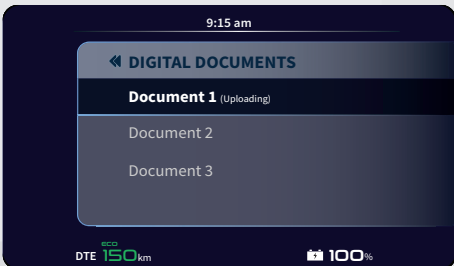 9:15 am
DIGITAL DOCUMENTS
Document 1 (Uploading)
Document 2
Document 3
ECO
DTE 150km 100%